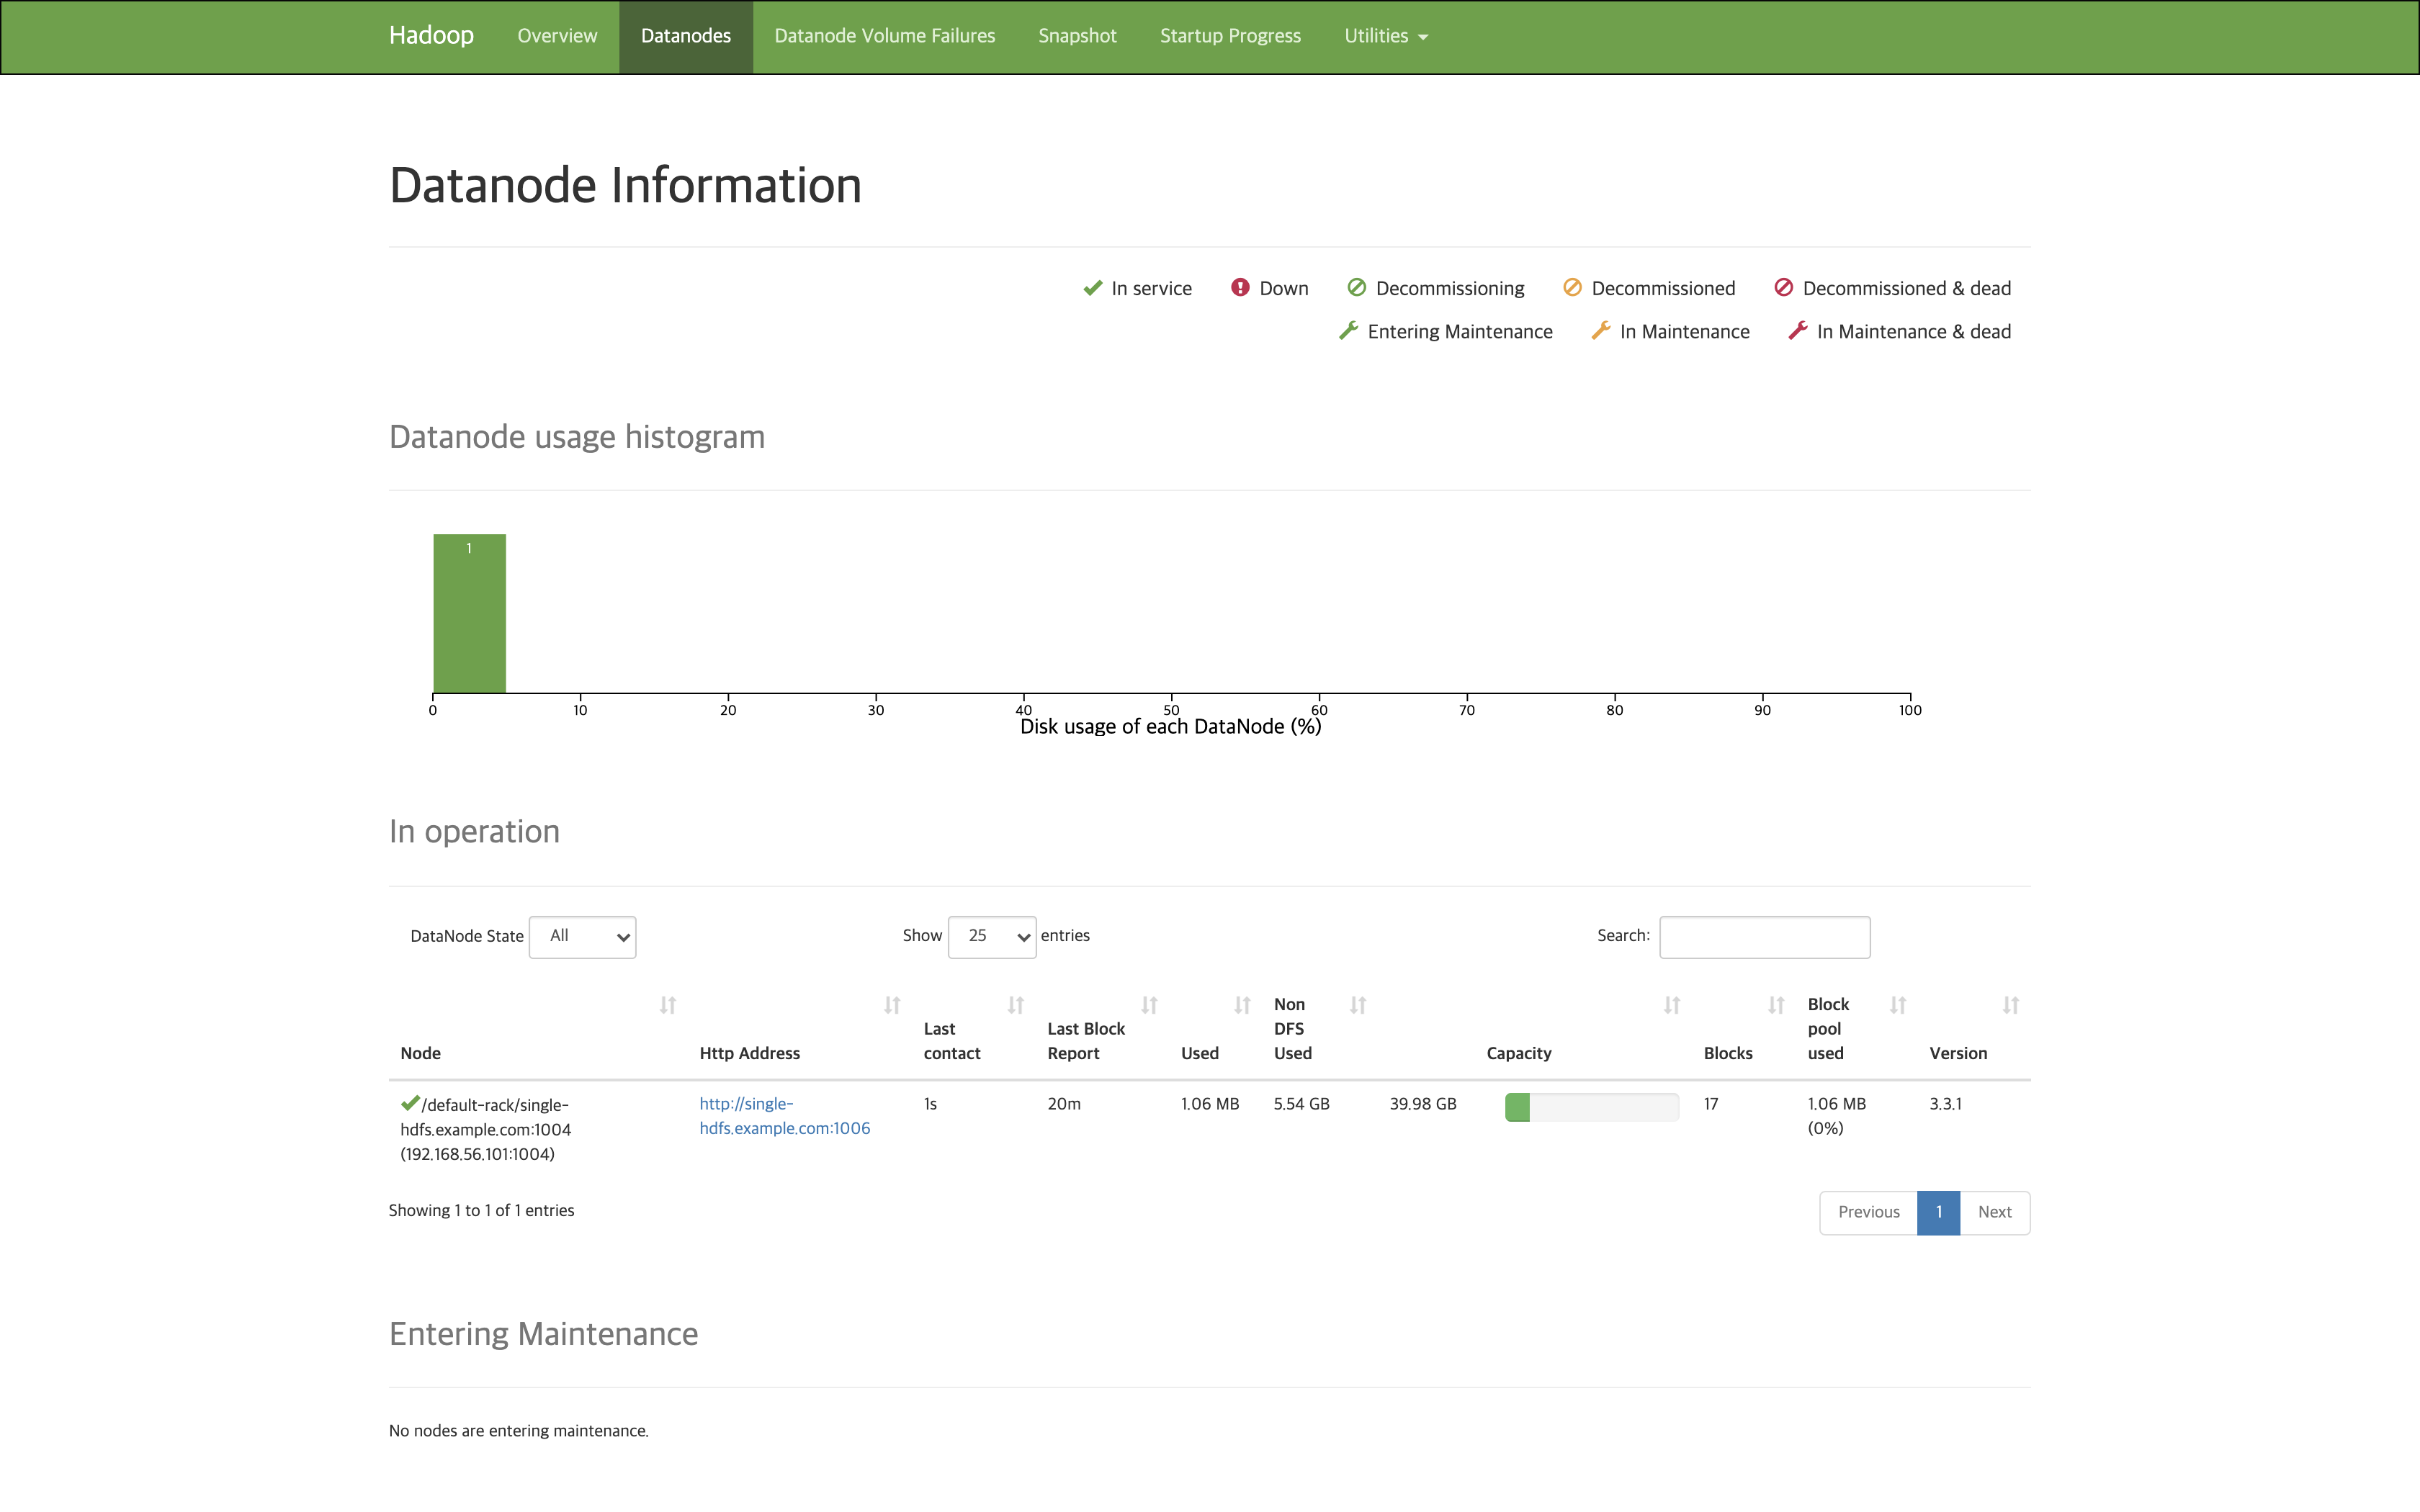 Hadoop Overview Datanodes Datanode Volume Failures Snapshot Startup Progress Utilities
Datanode Information
In service Down Decommissioning Decommissioned Decommissioned & dead
Entering Maintenance In Maintenance In Maintenance & dead
Datanode usage histogram
1
0 10 20 30 40 50 60 70 80 90 100
Disk usage of each DataNode (%)
In operation
DataNode State All Show 25 entries Search:
Node Http Address Last contact Last Block Report Used Non DFS Used Capacity Blocks Block pool used Version
/default-rack/single- http://single- 1s 20m 1.06 MB 5.54 GB 39.98 GB 17 1.06 MB 3.3.1
hdfs.example.com:1004 hdfs.example.com:1006 (0%)
(192.168.56.101:1004)
Showing 1 to 1 of 1 entries Previous 1 Next
Entering Maintenance
No nodes are entering maintenance.